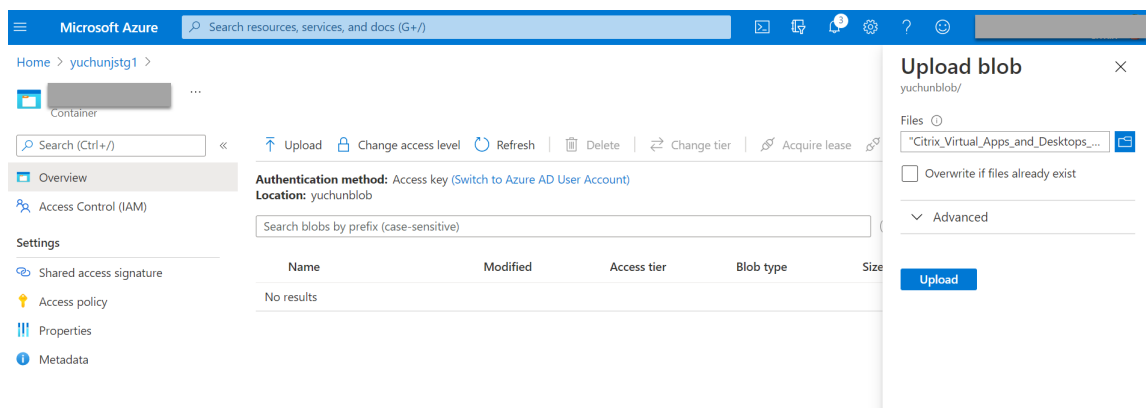 Microsoft Azure
Search resources, services, and docs (G+/)
3
Home > yuchunjstg1 >
...
Container
Search (Ctrl+/)
«
Overview
Access Control (IAM)
Settings
Shared access signature
Access policy
Properties
Metadata
Upload
Change access level
Refresh
Delete
Change tier
Acquire lease
Authentication method: Access key (Switch to Azure AD User Account)
Location: yuchunblob
Search blobs by prefix (case-sensitive)
Name Modified Access tier Blob type Size
No results
Upload blob
yuchunblob/
Files
"Citrix_Virtual_Apps_and_Desktops_...
Overwrite if files already exist
Advanced
Upload